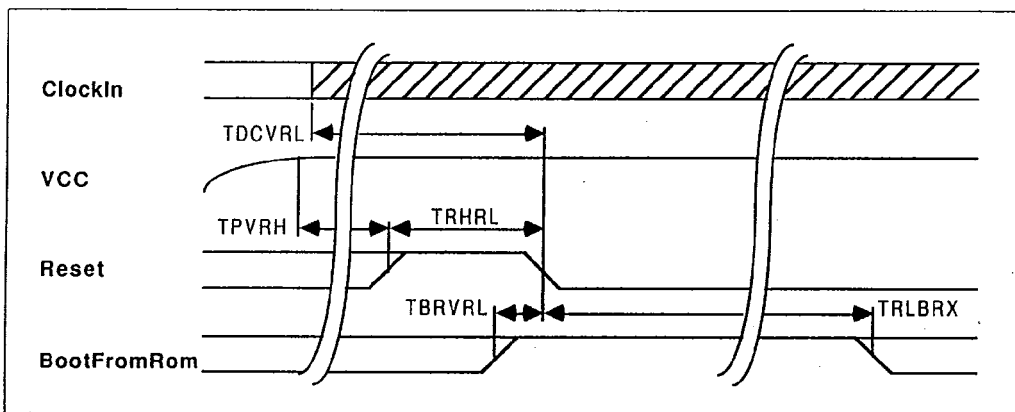 ClockIn
TDCVRL
VCC
TPVRH
TRHRL
Reset
TBRVRL
TRLBRX
BootFromRom